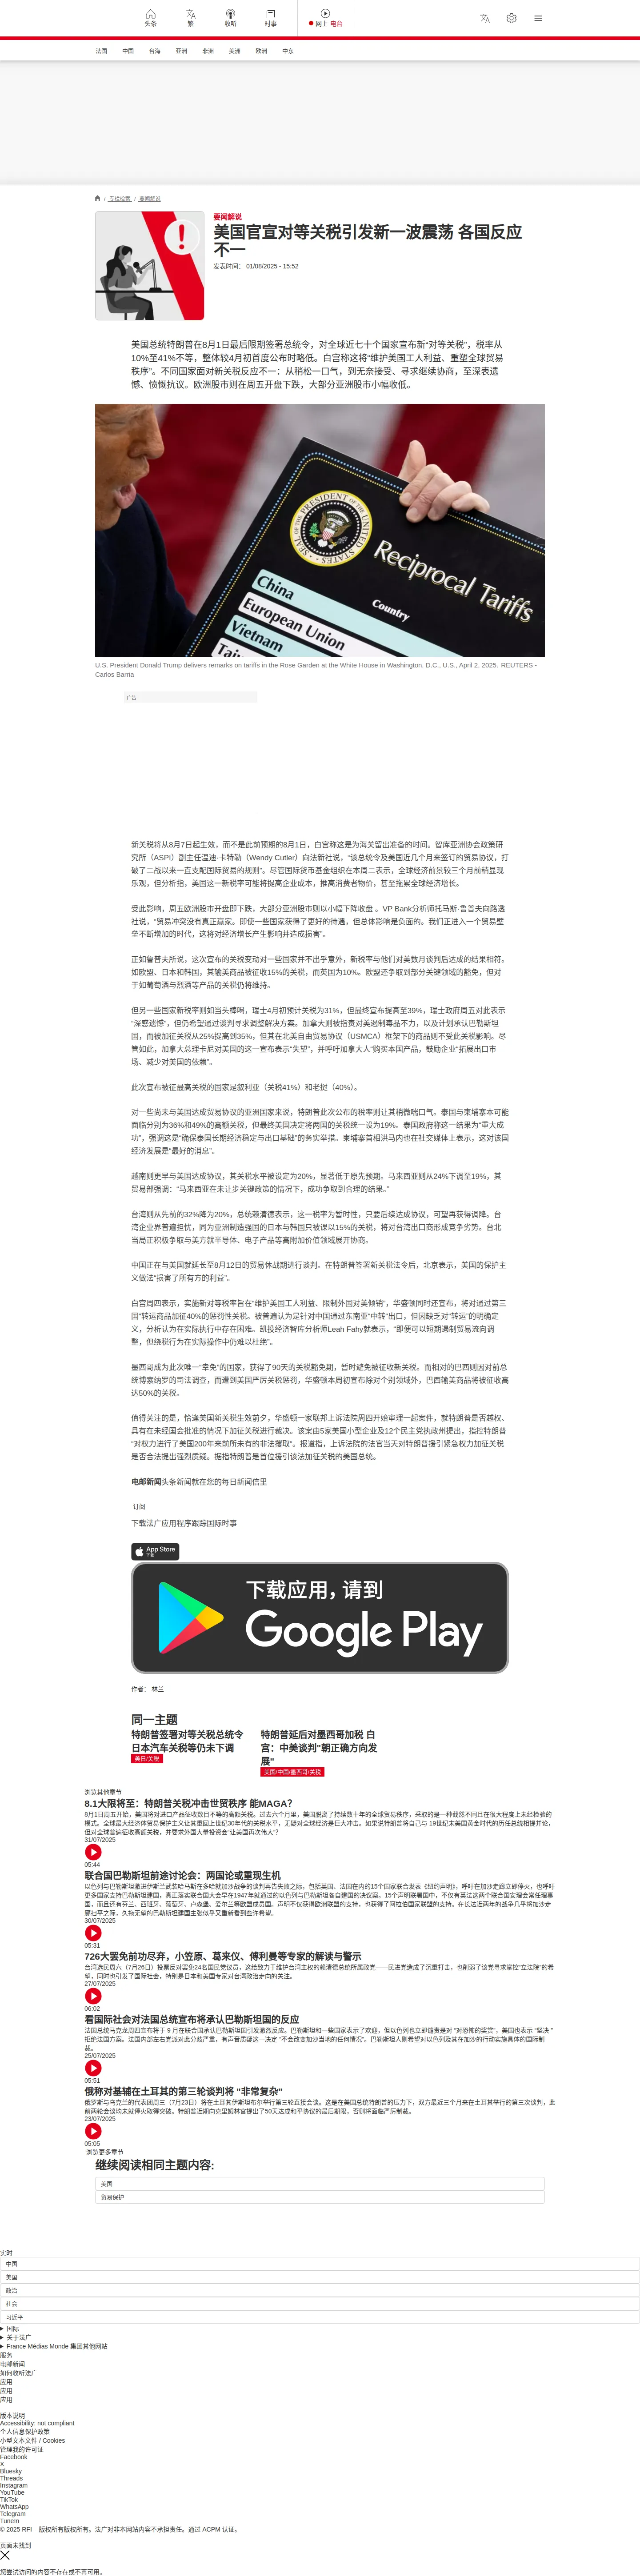 头条
繁
收听
时事
网上 电台
法国 中国 台海 亚洲 非洲 美洲 欧洲 中东
/ 专栏检索 / 要闻解说
要闻解说
美国官宣对等关税引发新一波震荡 各国反应
不一
发表时间： 01/08/2025 - 15:52
美国总统特朗普在8月1日最后限期签署总统令，对全球近七十个国家宣布新“对等关税”，税率从
10%至41%不等，整体较4月初首度公布时略低。白宫称这将“维护美国工人利益、重塑全球贸易
秩序”。不同国家面对新关税反应不一：从稍松一口气，到无奈接受、寻求继续协商，至深表遗
憾、愤慨抗议。欧洲股市则在周五开盘下跌，大部分亚洲股市小幅收低。
SEAL OF THE PRESIDENT
Reciprocal Tariffs
Country
China
European Union
Vietnam
U.S. President Donald Trump delivers remarks on tariffs in the Rose Garden at the White House in Washington, D.C., U.S., April 2, 2025. REUTERS -
Carlos Barria
广告
新关税将从8月7日起生效，而不是此前预期的8月1日，白宫称这是为海关留出准备的时间。智库亚洲协会政策研
究所（ASPI）副主任温迪·卡特勒（Wendy Cutler）向法新社说，“该总统令及美国近几个月来签订的贸易协议，打
破了二战以来一直支配国际贸易的规则”。尽管国际货币基金组织在本周二表示，全球经济前景较三个月前稍显现
乐观，但分析指，美国这一新税率可能将提高企业成本，推高消费者物价，甚至拖累全球经济增长。
受此影响，周五欧洲股市开盘即下跌，大部分亚洲股市则以小幅下降收盘 。VP Bank分析师托马斯·鲁普夫向路透
社说，“贸易冲突没有真正赢家。即使一些国家获得了更好的待遇，但总体影响是负面的。我们正进入一个贸易壁
垒不断增加的时代，这将对经济增长产生影响并造成损害”。
正如鲁普夫所说，这次宣布的关税变动对一些国家并不出乎意外，新税率与他们对美数月谈判后达成的结果相符。
如欧盟、日本和韩国，其输美商品被征收15%的关税，而英国为10%。欧盟还争取到部分关键领域的豁免，但对
于如葡萄酒与烈酒等产品的关税仍将维持。
但另一些国家新税率则如当头棒喝，瑞士4月初预计关税为31%，但最终宣布提高至39%，瑞士政府周五对此表示
“深感遗憾”，但仍希望通过谈判寻求调整解决方案。加拿大则被指责对美遏制毒品不力，以及计划承认巴勒斯坦
国，而被加征关税从25%提高到35%，但其在北美自由贸易协议（USMCA）框架下的商品则不受此关税影响。尽
管如此，加拿大总理卡尼对美国的这一宣布表示“失望”，并呼吁加拿大人“购买本国产品，鼓励企业“拓展出口市
场、减少对美国的依赖”。
此次宣布被征最高关税的国家是叙利亚（关税41%）和老挝（40%）。
对一些尚未与美国达成贸易协议的亚洲国家来说，特朗普此次公布的税率则让其稍微喘口气。泰国与柬埔寨本可能
面临分别为36%和49%的高额关税，但最终美国决定将两国的关税统一设为19%。泰国政府称这一结果为“重大成
功”，强调这是“确保泰国长期经济稳定与出口基础”的务实举措。柬埔寨首相洪马内也在社交媒体上表示，这对该国
经济发展是“最好的消息”。
越南则更早与美国达成协议，其关税水平被设定为20%，显著低于原先预期。马来西亚则从24%下调至19%，其
贸易部强调：“马来西亚在未让步关键政策的情况下，成功争取到合理的结果。”
台湾则从先前的32%降为20%，总统赖清德表示，这一税率为暂时性，只要后续达成协议，可望再获得调降。台
湾企业界普遍担忧，同为亚洲制造强国的日本与韩国只被课以15%的关税，将对台湾出口商形成竞争劣势。台北
当局正积极争取与美方就半导体、电子产品等高附加价值领域展开协商。
中国正在与美国就延长至8月12日的贸易休战期进行谈判。在特朗普签署新关税法令后，北京表示，美国的保护主
义做法“损害了所有方的利益”。
白宫周四表示，实施新对等税率旨在“维护美国工人利益、限制外国对美倾销”，华盛顿同时还宣布，将对通过第三
国“转运商品加征40%的惩罚性关税。被普遍认为是针对中国通过东南亚“中转”出口，但因缺乏对“转运”的明确定
义，分析认为在实际执行中存在困难。凯投经济智库分析师Leah Fahy就表示，“即便可以短期遏制贸易流向调
整，但绕税行为在实际操作中仍难以杜绝”。
墨西哥成为此次唯一“幸免”的国家，获得了90天的关税豁免期，暂时避免被征收新关税。而相对的巴西则因对前总
统博索纳罗的司法调查，而遭到美国严厉关税惩罚，华盛顿本周初宣布除对个别领域外，巴西输美商品将被征收高
达50%的关税。
值得关注的是，恰逢美国新关税生效前夕，华盛顿一家联邦上诉法院周四开始审理一起案件，就特朗普是否越权、
具有在未经国会批准的情况下加征关税进行裁决。该案由5家美国小型企业及12个民主党执政州提出，指控特朗普
“对权力进行了美国200年来前所未有的非法攫取”。报道指，上诉法院的法官当天对特朗普援引紧急权力加征关税
是否合法提出强烈质疑。据指特朗普是首位援引该法加征关税的美国总统。
电邮新闻头条新闻就在您的每日新闻信里
订阅
下载法广应用程序跟踪国际时事
App Store
下载
下载应用，请到
Google Play
作者： 林兰
同一主题
特朗普签署对等关税总统令
日本汽车关税等仍未下调
美日/关税
特朗普延后对墨西哥加税 白
宫：中美谈判"朝正确方向发
展"
美国/中国/墨西哥/关税
浏览其他章节
8.1大限将至：特朗普关税冲击世贸秩序 能MAGA？
8月1日周五开始，美国将对进口产品征收数目不等的高额关税。过去六个月里，美国脱离了持续数十年的全球贸易秩序，采取的是一种截然不同且在很大程度上未经检验的
模式。全球最大经济体贸易保护主义让其重回上世纪30年代的关税水平，无疑对全球经济是巨大冲击。如果说特朗普将自己与 19世纪末美国黄金时代的历任总统相提并论，
但对全球普遍征收高额关税，并要求外国大量投资会“让美国再次伟大”?
31/07/2025
05:44
联合国巴勒斯坦前途讨论会：两国论或重现生机
以色列与巴勒斯坦激进伊斯兰武装哈马斯在多哈就加沙战争的谈判再告失败之际，包括英国、法国在内的15个国家联合发表《纽约声明》，呼吁在加沙走廊立即停火，也呼吁
更多国家支持巴勒斯坦建国，真正落实联合国大会早在1947年就通过的以色列与巴勒斯坦各自建国的决议案。15个声明联署国中，不仅有英法这两个联合国安理会常任理事
国，而且还有芬兰、西班牙、葡萄牙、卢森堡、爱尔兰等欧盟成员国。声明不仅获得欧洲联盟的支持，也获得了阿拉伯国家联盟的支持。在长达近两年的战争几乎将加沙走
廊扫平之际，久拖无望的巴勒斯坦建国主张似乎又重新看到些许希望。
30/07/2025
05:31
726大罢免前功尽弃，小笠原、葛来仪、傅利曼等专家的解读与警示
台湾选民周六（7月26日）投票反对罢免24名国民党议员，这给致力于维护台湾主权的赖清德总统所属政党——民进党造成了沉重打击，也削弱了该党寻求掌控“立法院”的希
望，同时也引发了国际社会，特别是日本和美国专家对台湾政治走向的关注。
27/07/2025
06:02
看国际社会对法国总统宣布将承认巴勒斯坦国的反应
法国总统马克龙周四宣布将于 9 月在联合国承认巴勒斯坦国引发激烈反应。巴勒斯坦和一些国家表示了欢迎，但以色列也立即谴责是对 "对恐怖的奖赏"，美国也表示 "坚决 "
拒绝法国方案。法国内部左右党派对此分歧严重，有声音质疑这一决定 "不会改变加沙当地的任何情况"。巴勒斯坦人则希望对以色列及其在加沙的行动实施具体的国际制
裁。
25/07/2025
05:51
俄称对基辅在土耳其的第三轮谈判将 "非常复杂"
俄罗斯与乌克兰的代表团周三（7月23日）将在土耳其伊斯坦布尔举行第三轮直接会谈。这是在美国总统特朗普的压力下，双方最近三个月来在土耳其举行的第三次谈判，此
前两轮会谈均未就停火取得突破。特朗普近期向克里姆林宫提出了50天达成和平协议的最后期限，否则将面临严厉制裁。
23/07/2025
05:05
浏览更多章节
继续阅读相同主题内容:
美国
贸易保护
实时
中国
美国
政治
社会
习近平
国际
关于法广
France Médias Monde 集团其他网站
服务
电邮新闻
如何收听法广
应用
应用
应用
版本说明
Accessibility: not compliant
个人信息保护政策
小型文本文件 / Cookies
管理我的许可证
Facebook
X
Bluesky
Threads
Instagram
YouTube
TikTok
WhatsApp
Telegram
TuneIn
© 2025 RFI – 版权所有版权所有。法广对非本网站内容不承担责任。通过 ACPM 认证。
页面未找到
您尝试访问的内容不存在或不再可用。